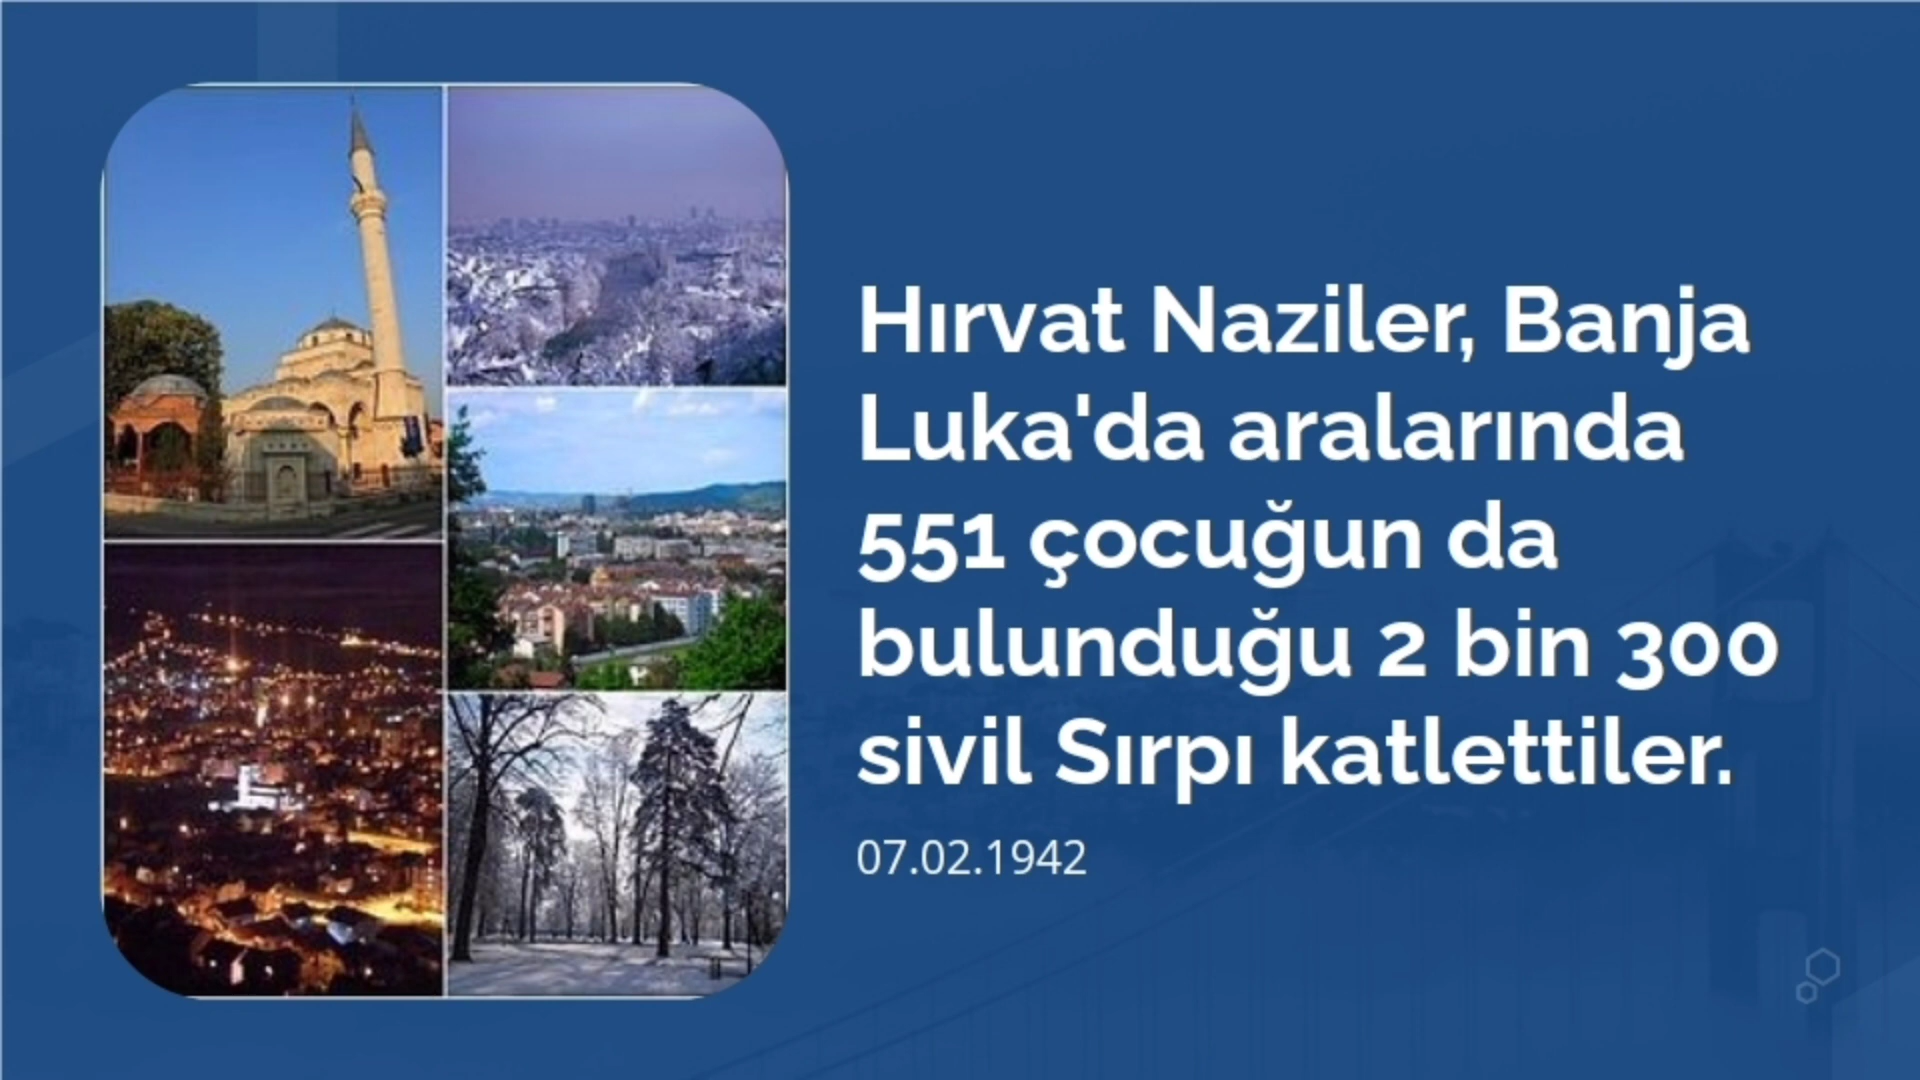 Hırvat Naziler, Banja
Luka'da aralarında
551 çocuğun da
bulunduğu 2 bin 300
sivil Sırpı katlettiler.
07.02.1942